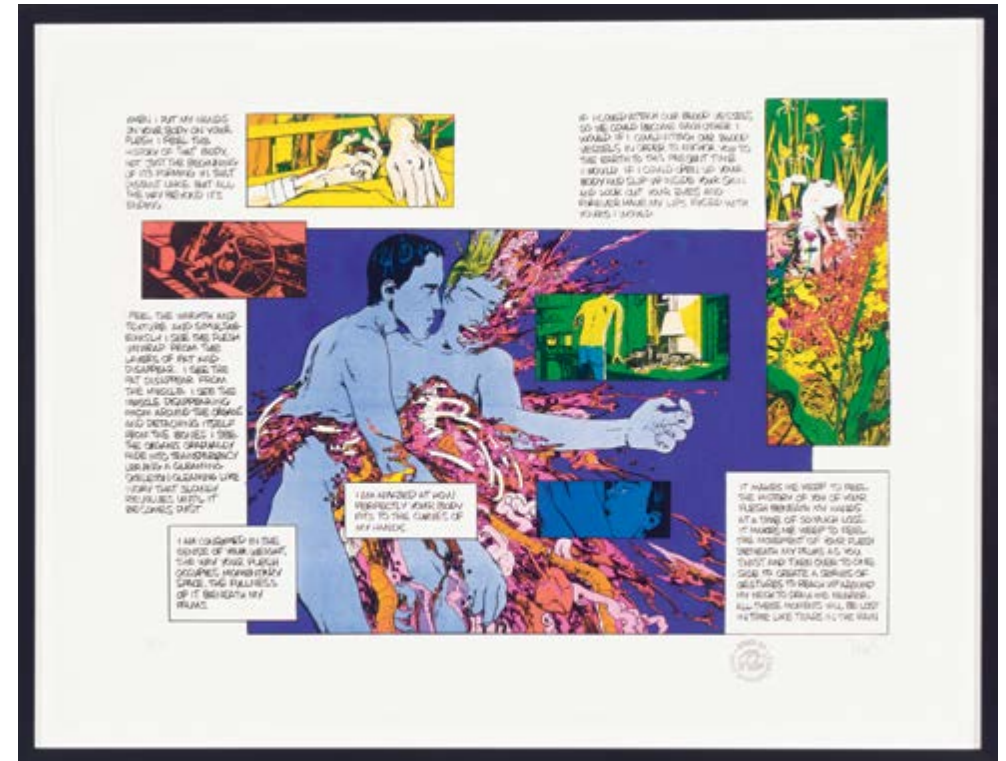 WHEN I PUT MY HANDS
ON YOUR BODY ON YOUR
FLESH I FEEL THE
HISTORY OF THAT BODY.
NOT JUST THE BEGINNING
OF ITS FORMING IN THAT
DISTANT LAKE BUT ALL
THE WAY BEYOND ITS
ENDING.
I FEEL THE WARMTH AND
TEXTURE AND SIMULTAN-
EOUSLY I SEE THE FLESH
UNWRAP FROM THE
LAYERS OF FAT AND
DISAPPEAR. I SEE THE
FAT DISAPPEAR FROM
THE MUSCLE. I SEE THE
MUSCLE DISAPPEARING
FROM AROUND THE ORGANS
AND DETACHING ITSELF
FROM THE BONES. I SEE
THE ORGANS GRADUALLY
FADE INTO TRANSPARENCY
LEAVING A GLEAMING
SKELETON GLEAMING LIKE
IVORY THAT SLOWLY
REVOLVES UNTIL IT
BECOMES DUST.
I AM CONSUMED IN THE
SENSE OF YOUR WEIGHT,
THE WAY YOUR FLESH
OCCUPIES MOMENTARY
SPACE, THE FULLNESS
OF IT BENEATH MY
PALMS.
I AM AMAZED AT HOW
PERFECTLY YOUR BODY
FITS TO THE CURVES OF
MY HANDS.
IF I COULD ATTACH OUR BLOOD VESSELS
SO WE COULD BECOME EACH OTHER I
WOULD. IF I COULD ATTACH OUR BLOOD
VESSELS IN ORDER TO ANCHOR YOU TO
THE EARTH TO THIS PRESENT TIME
I WOULD. IF I COULD OPEN UP YOUR
BODY AND SLIP UP INSIDE YOUR SKIN
AND LOOK OUT YOUR EYES AND
FOREVER HAVE MY LIPS FUSED WITH
YOURS I WOULD.
IT MAKES ME WEEP TO FEEL
THE HISTORY OF YOU OF YOUR
FLESH BENEATH MY HANDS
AT A TIME OF SO MUCH LOSS.
IT MAKES ME WEEP TO FEEL
THE MOVEMENT OF YOUR FLESH
BENEATH MY PALMS AS YOU
TWIST AND TURN OVER TO ONE
SIDE TO CREATE A SERIES OF
GESTURES TO REACH UP AROUND
MY NECK TO DRAW ME NEARER.
ALL THESE MOMENTS WILL BE LOST
IN TIME LIKE TEARS IN THE RAIN